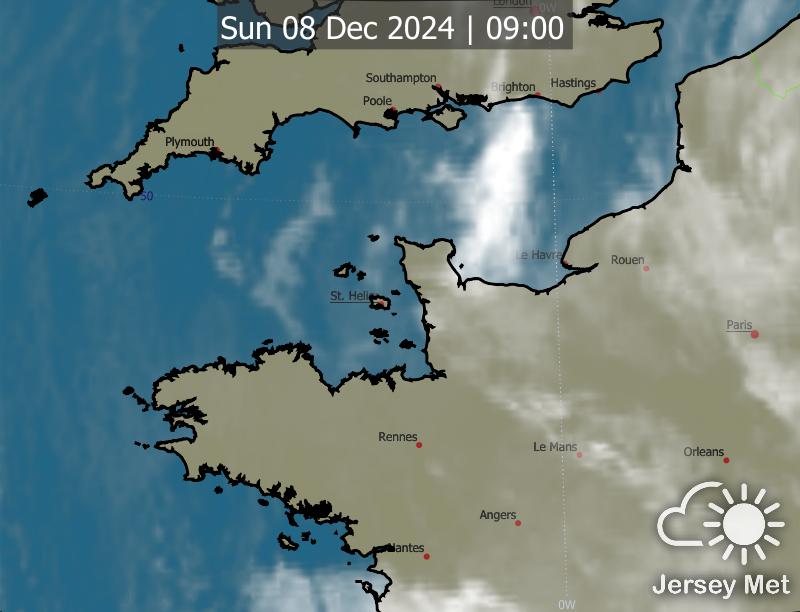 London
0W
Sun 08 Dec 2024 | 09:00
Southampton
Brighton
Hastings
Poole
Plymouth
50
Le Havre
Rouen
St. Helier
Paris
Rennes
Le Mans
Orleans
Angers
Nantes
Jersey Met
0W